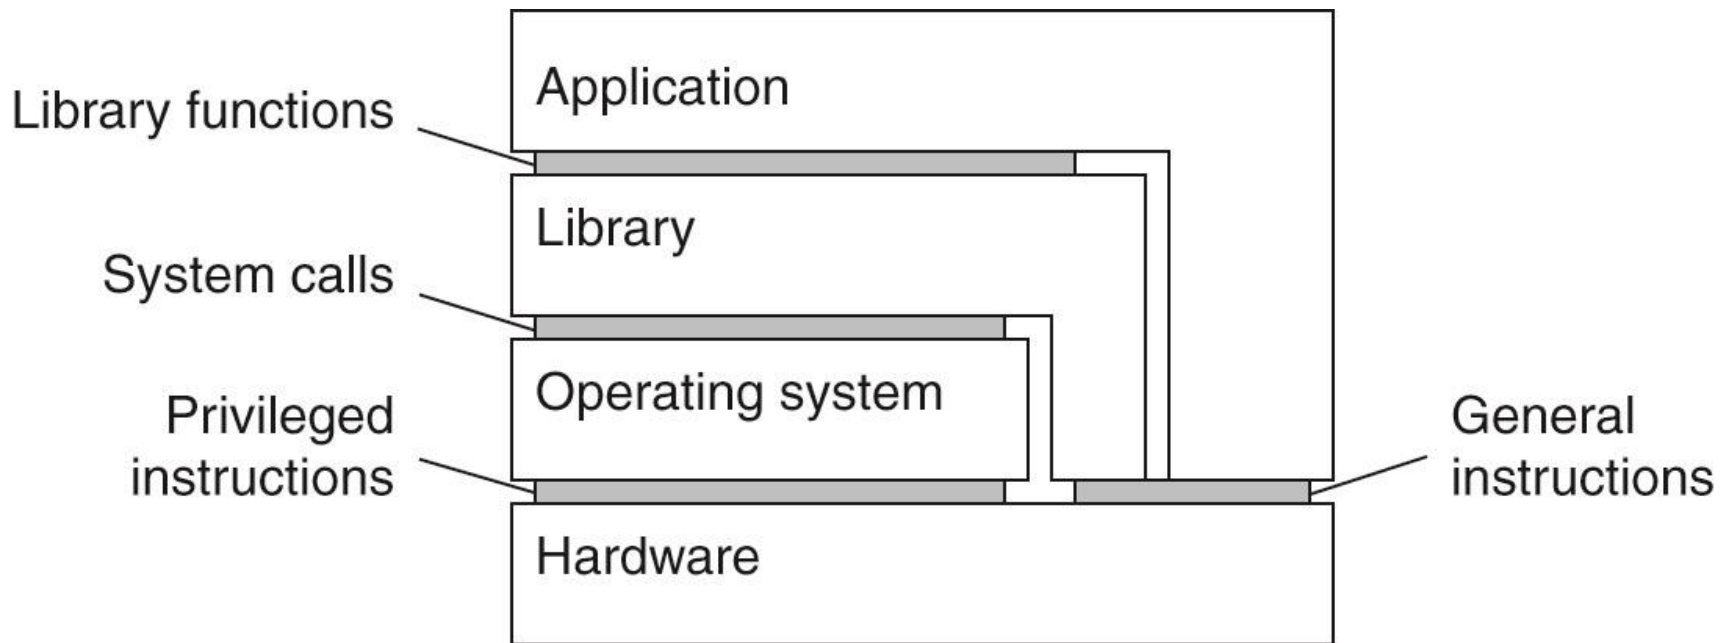 Application
Library functions
Library
System calls
Operating system
Privileged
instructions
General
instructions
Hardware